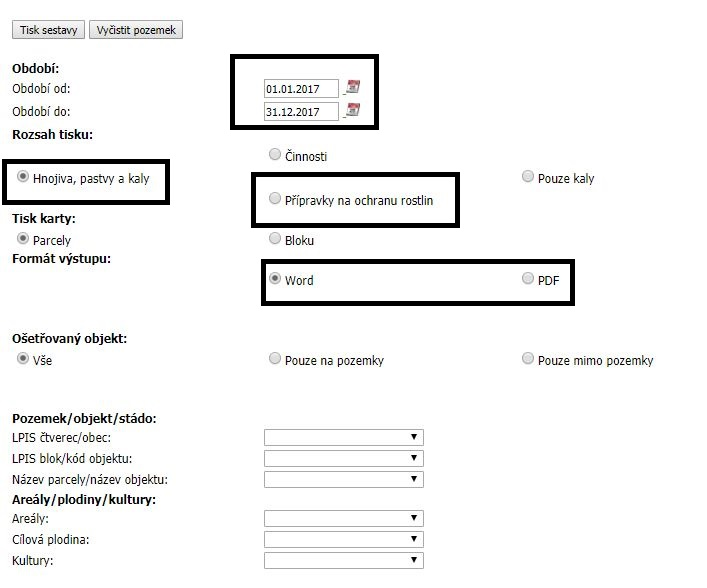 Tisk sestavy Vyčistit pozemek
Období:
Období od: 01.01.2017
Období do: 31.12.2017
Rozsah tisku:
Činnosti
Hnojiva, pastvy a kaly Pouze kaly
Přípravky na ochranu rostlin
Tisk karty:
Parcely Bloku
Formát výstupu:
Word PDF
Ošetřovaný objekt:
Vše Pouze na pozemky Pouze mimo pozemky
Pozemek/objekt/stádo:
LPIS čtverec/obec:
LPIS blok/kód objektu:
Název parcely/název objektu:
Areály/plodiny/kultury:
Areály:
Cílová plodina:
Kultury: